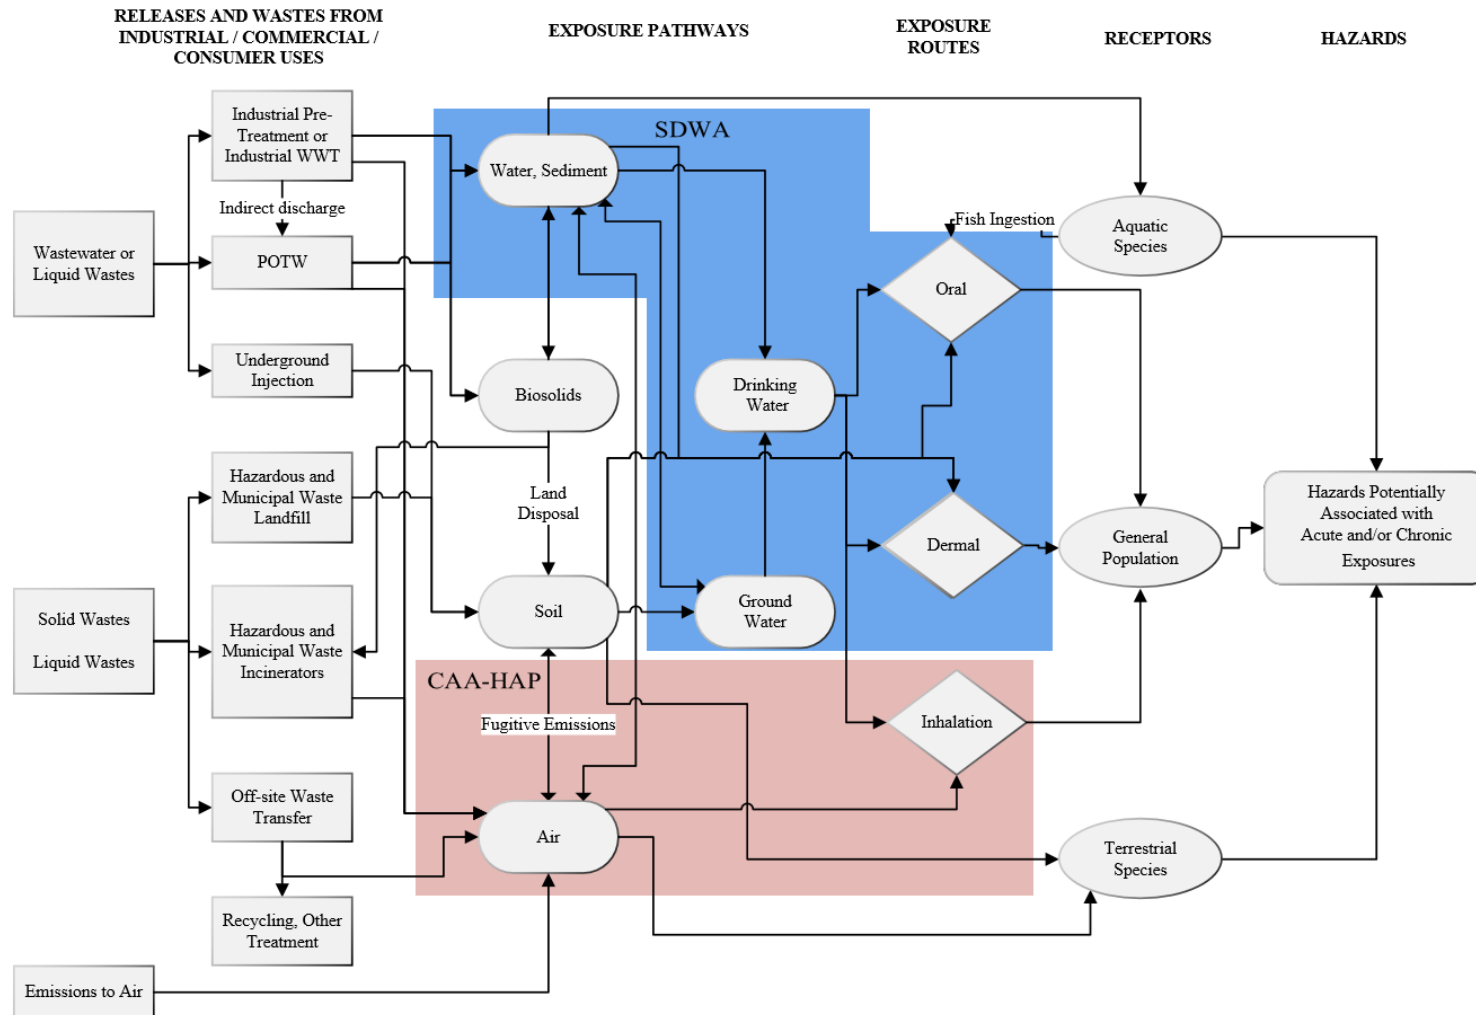 RELEASES AND WASTES FROM
INDUSTRIAL / COMMERCIAL /
CONSUMER USES
EXPOSURE PATHWAYS
EXPOSURE
ROUTES
RECEPTORS
HAZARDS
Industrial Pre-
Treatment or
Industrial WWT
Indirect discharge
Wastewater or
Liquid Wastes
POTW
Underground
Injection
Hazardous and
Municipal Waste
Landfill
Solid Wastes
Liquid Wastes
Hazardous and
Municipal Waste
Incinerators
Off-site Waste
Transfer
Recycling, Other
Treatment
Emissions to Air
SDWA
Water, Sediment
Biosolids
Land
Disposal
Soil
CAA-HAP
Fugitive Emissions
Air
Drinking
Water
Ground
Water
Fish Ingestion
Oral
Dermal
Inhalation
Aquatic
Species
General
Population
Terrestrial
Species
Hazards Potentially
Associated with
Acute and/or Chronic
Exposures